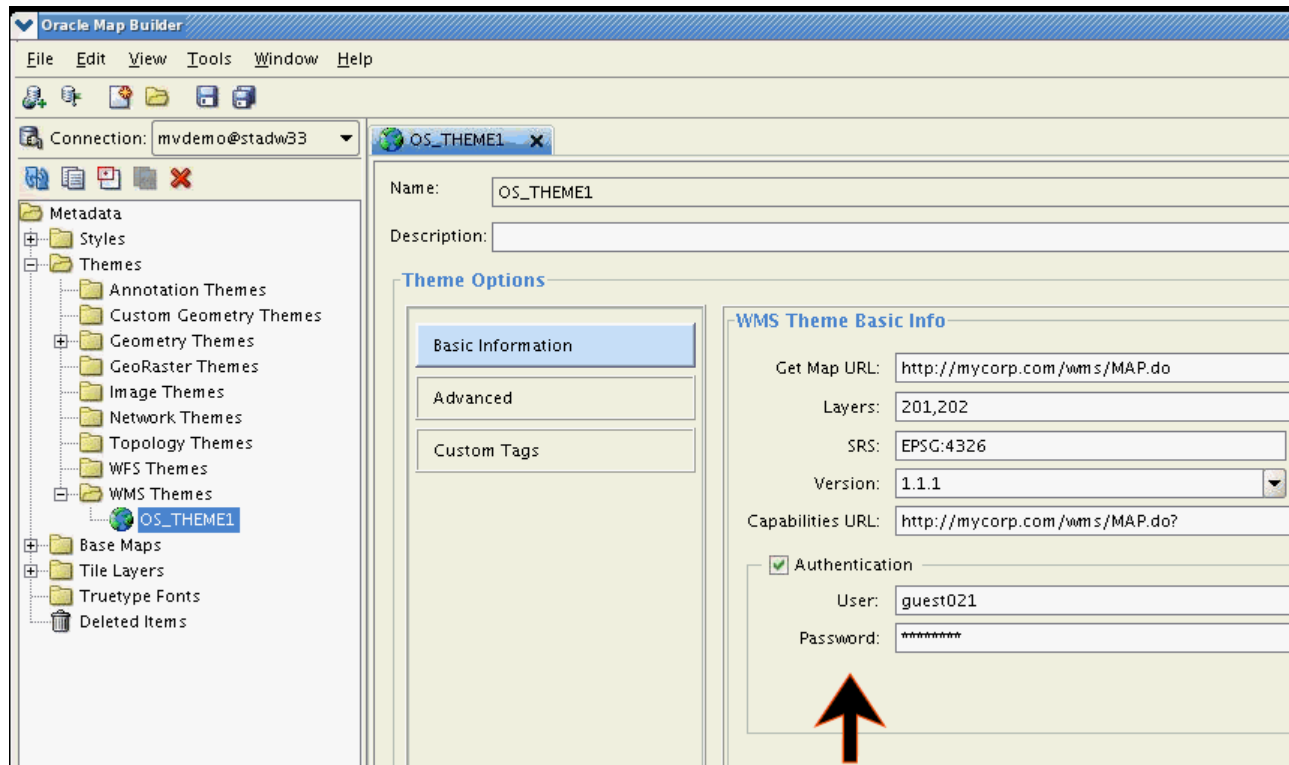 Oracle Map Builder
File Edit View Tools Window Help
Connection: mvdemo@stadw33
Metadata
Styles
Themes
Annotation Themes
Custom Geometry Themes
Geometry Themes
GeoRaster Themes
Image Themes
Network Themes
Topology Themes
WFS Themes
WMS Themes
OS_THEME1
Base Maps
Tile Layers
Truetype Fonts
Deleted Items
OS_THEME1
Name: OS_THEME1
Description:
Theme Options
Basic Information
Advanced
Custom Tags
WMS Theme Basic Info
Get Map URL: http://mycorp.com/wms/MAP.do
Layers: 201,202
SRS: EPSG:4326
Version: 1.1.1
Capabilities URL: http://mycorp.com/wms/MAP.do?
Authentication
User: guest021
Password: ********